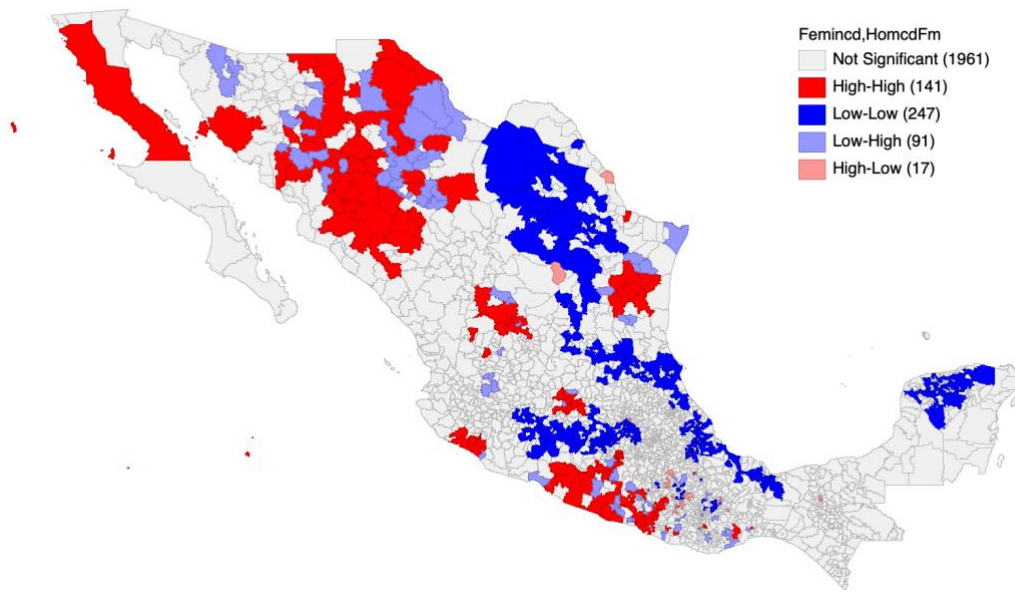 Femincd,HomcdFm
Not Significant (1961)
High-High (141)
Low-Low (247)
Low-High (91)
High-Low (17)